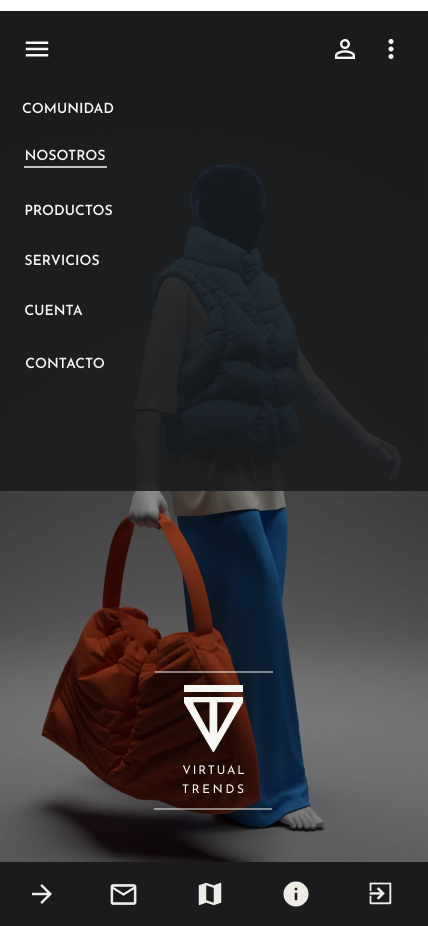 COMUNIDAD
NOSOTROS
PRODUCTOS
SERVICIOS
CUENTA
CONTACTO
VIRTUAL
TRENDS